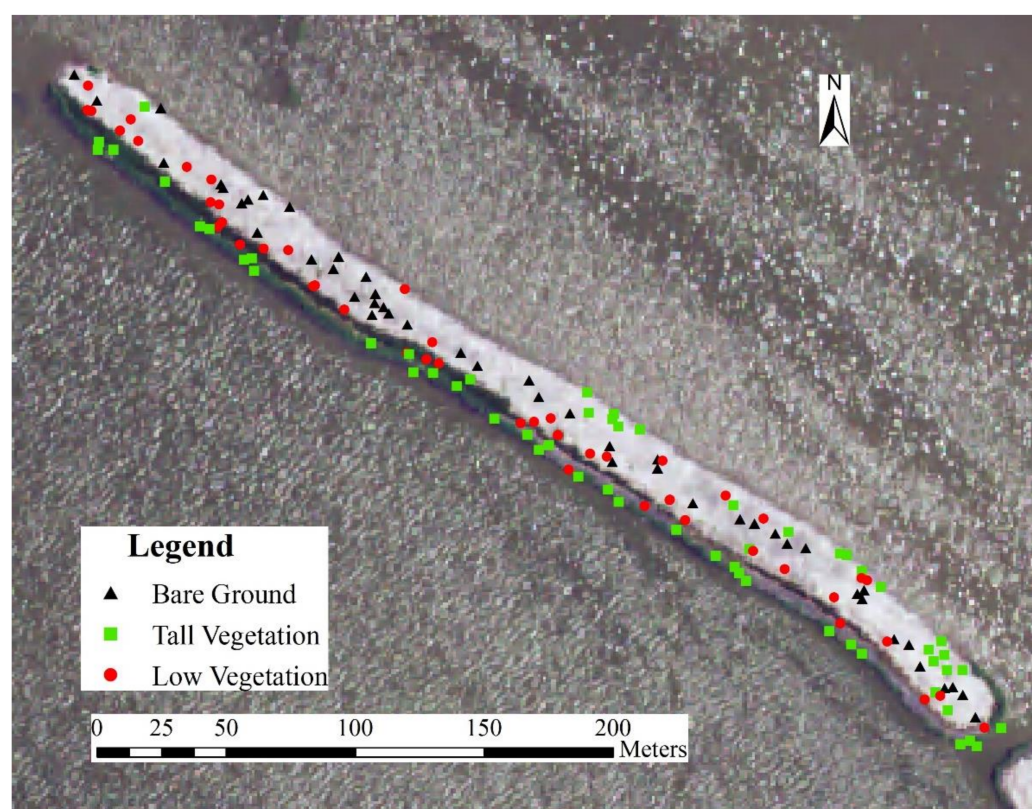 N
Legend
Bare Ground
Tall Vegetation
Low Vegetation
0 25 50 100 150 200
Meters